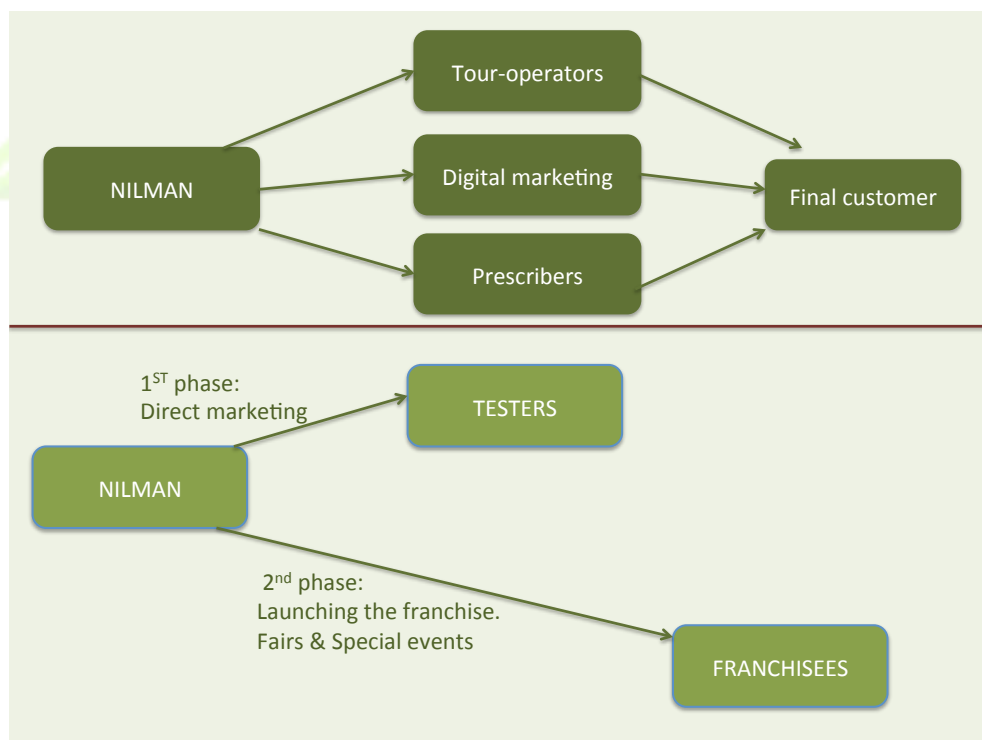 Tour-operators
NILMAN
Digital marketing
Final customer
Prescribers
1ST phase:
Direct marketing
TESTERS
NILMAN
2nd phase:
Launching the franchise.
Fairs & Special events
FRANCHISEES